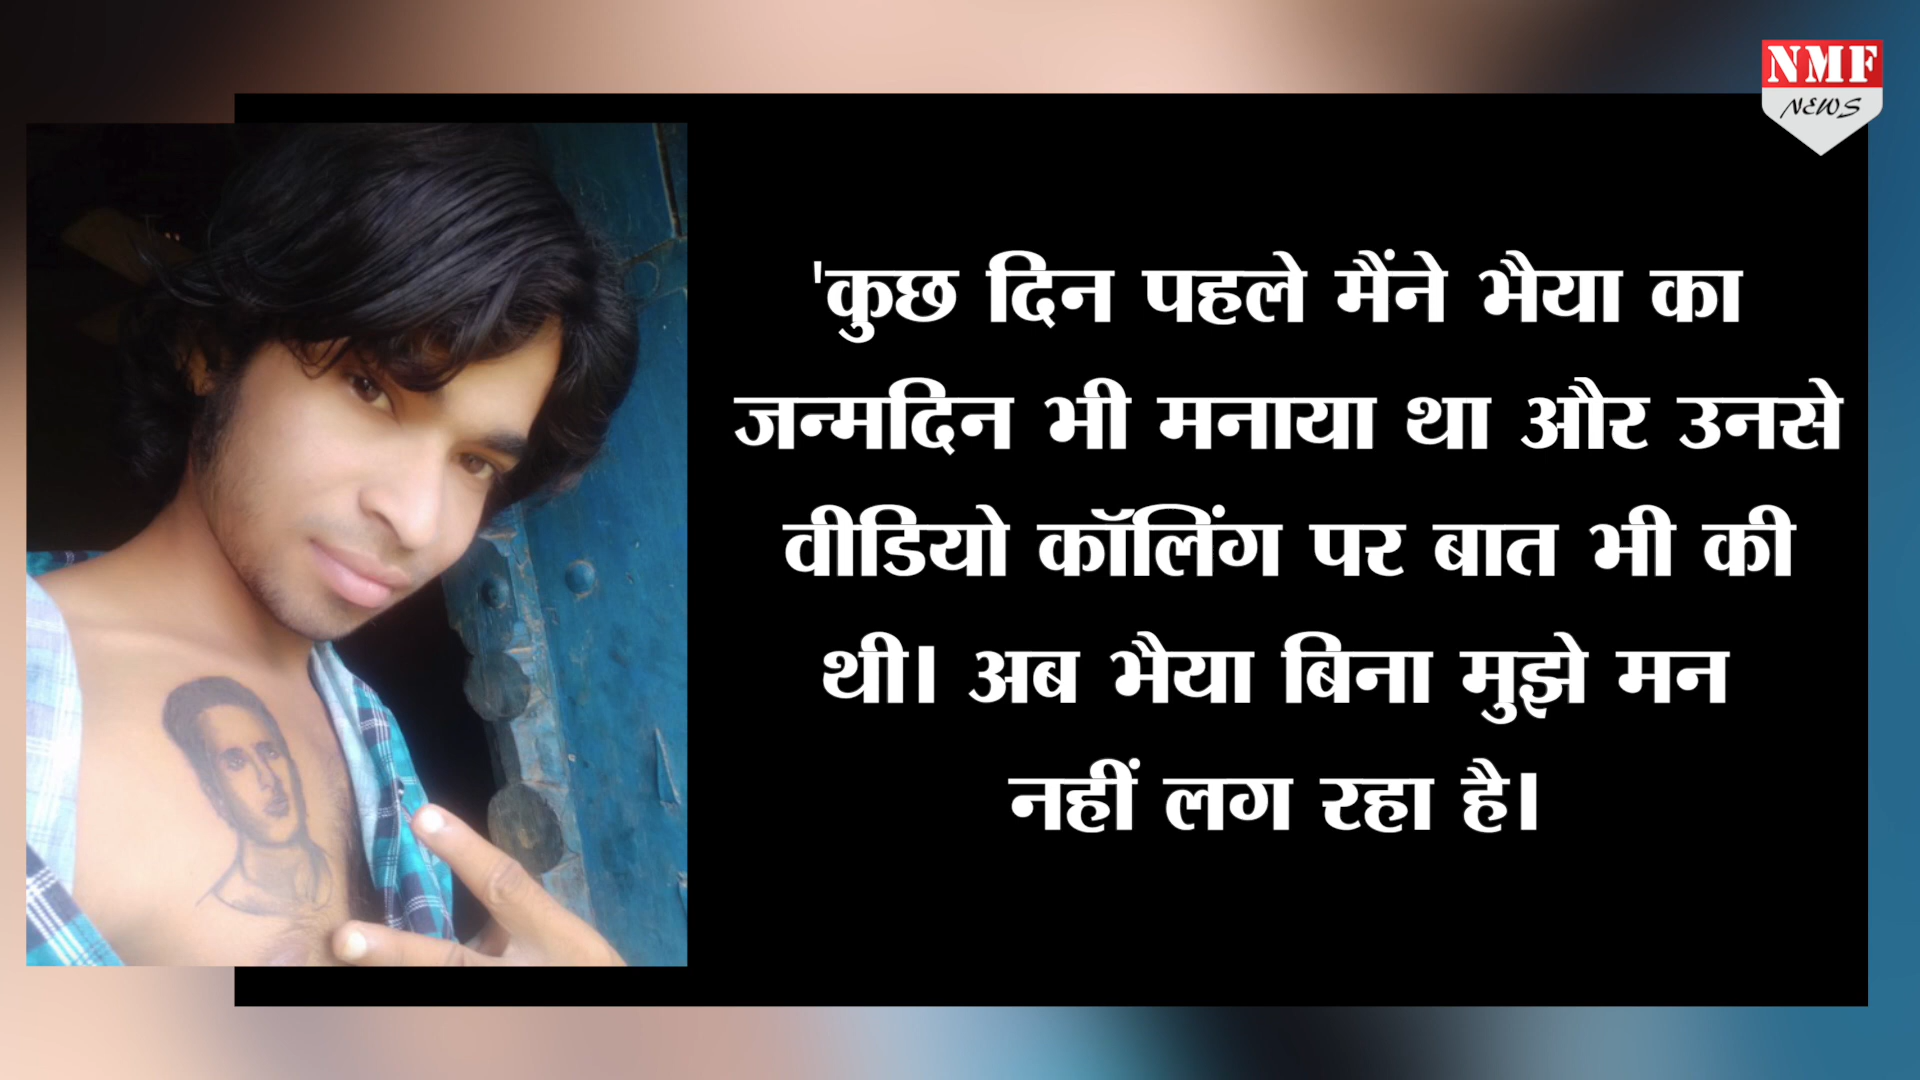 NMF
NEWS
'कुछ दिन पहले मैंने भैया का
जन्मदिन भी मनाया था और उनसे
वीडियो कॉलिंग पर बात भी की
थी। अब भैया बिना मुझे मन
नहीं लग रहा है।